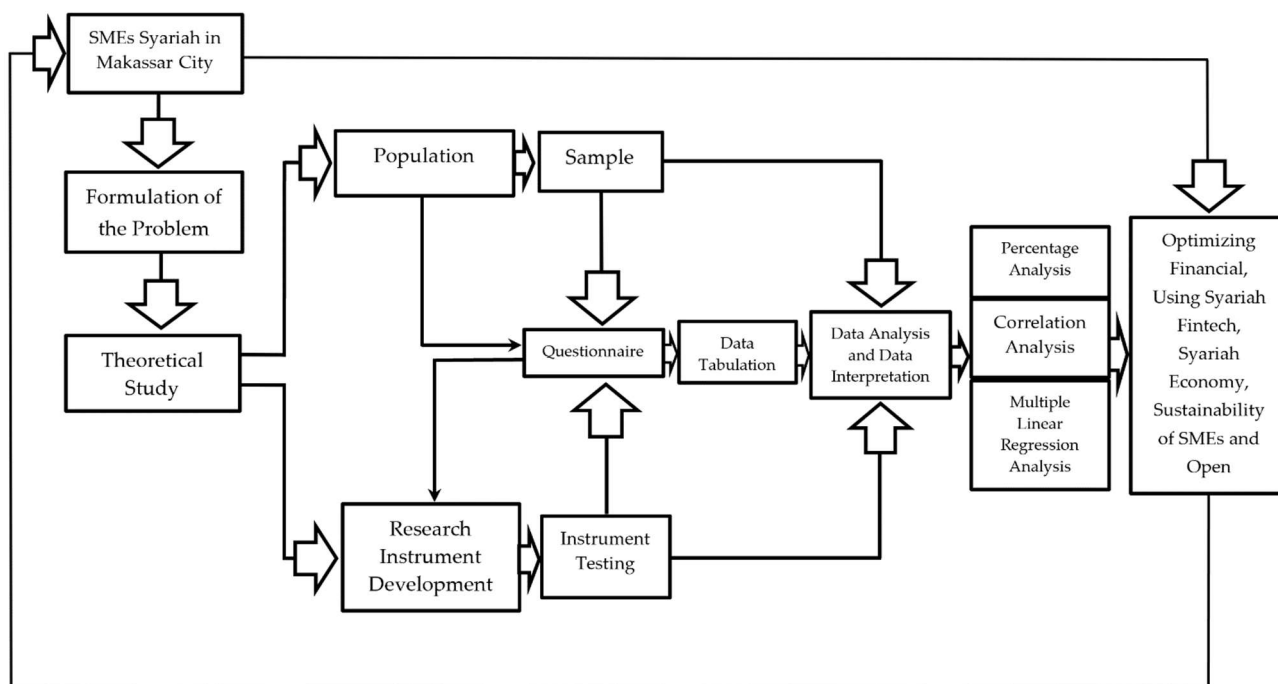 SMEs Syariah in
Makassar City
Formulation of
the Problem
Theoretical
Study
Population
Sample
Questionnaire
Data
Tabulation
Data Analysis
and Data
Interpretation
Research
Instrument
Development
Instrument
Testing
Percentage
Analysis
Correlation
Analysis
Multiple
Linear
Regression
Analysis
Optimizing
Financial,
Using Syariah
Fintech,
Syariah
Economy,
Sustainability
of SMEs and
Open